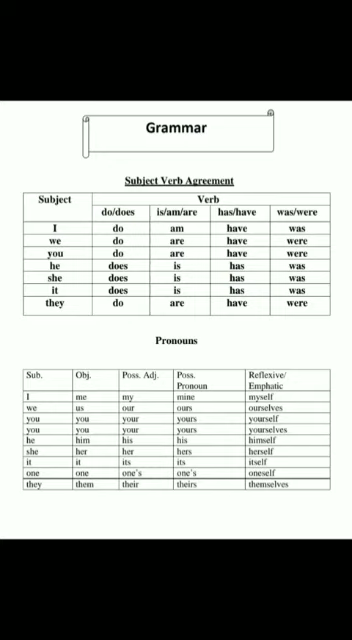 Grammar
Subject Verb Agreement
Subject Verb
do/does is/am/are has/have was/were
I do am have was
we do are have were
you do are have were
he does is has was
she does is has was
it does is has was
they do are have were
Pronouns
Sub. Obj. Poss. Adj. Poss. Pronoun Reflexive/ Emphatic
I me my mine myself
we us our ours ourselves
you you your yours yourself
you you your yours yourselves
he him his his himself
she her her hers herself
it it its its itself
one one one's one's oneself
they them their theirs themselves